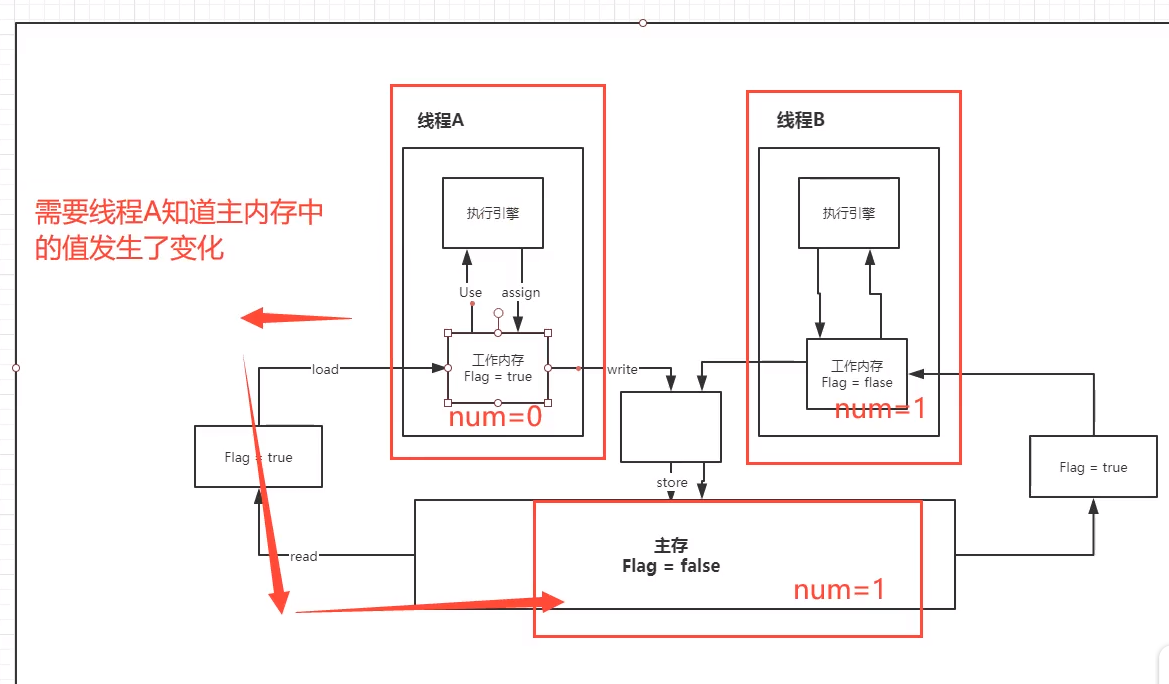 线程A
线程B
需要线程A知道主内存中
的值发生了变化
执行引擎
执行引擎
Use
assign
工作内存
Flag = true
num=0
load
write
工作内存
Flag = flase
num=1
Flag = true
Flag = true
store
read
主存
Flag = false
num=1